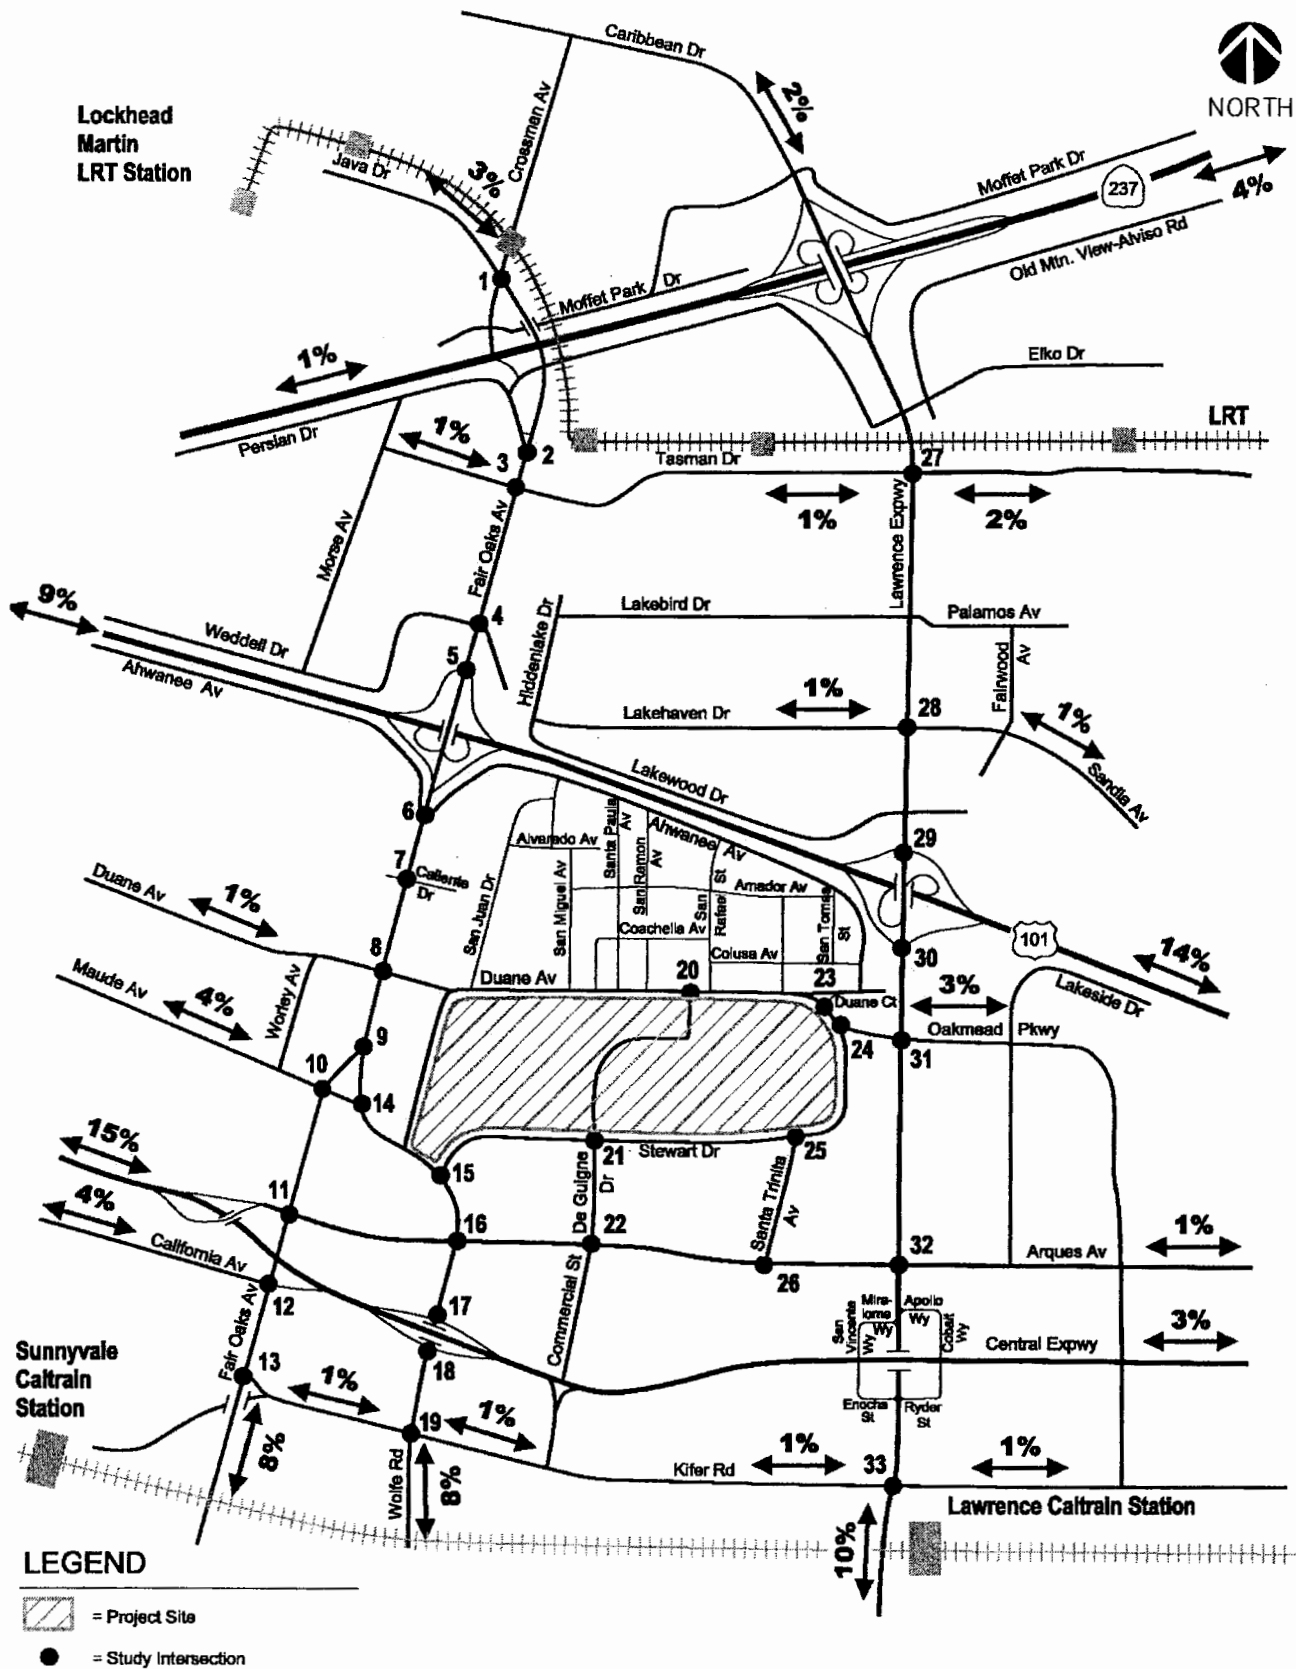 Caribbean Dr
2%
NORTH
Lockhead
Martin
LRT Station
Java Dr
3%
Crossman Av
Moffet Park Dr
237
4%
Old Mtn. View-Alviso Rd
1
Moffet Park Dr
1%
Elko Dr
Persian Dr
1%
LRT
2
3
Tasman Dr
27
1%
2%
Morse Av
Fair Oaks Av
Lawrence Expwy
9%
Weddell Dr
Ahwanee Av
4
5
Hiddenlake Dr
Lakebird Dr
Palamos Av
Fairwood
Av
1%
Lakehaven Dr
28
1%
Sandia Av
Lakewood Dr
6
Ahwanee Av
29
Santa Paula
Av
San Ramon
Av
Alvarado Av
7
Caliente
Dr
San Juan Dr
San Miguel Av
San
Rafael
St
Amador Av
San Tomas
St
Duane Av
1%
Coachella Av
Colusa Av
101
14%
30
8
Duane Av
20
23
Duane Ct
3%
Lakeside Dr
Maude Av
4%
Worley Av
Oakmead Pkwy
24
31
9
10
14
15%
15
21
Stewart Dr
25
4%
11
16
De Guigne
Dr
22
Santa Trinita
Av
California Av
26
32
Arques Av
1%
12
17
Commercial St
Mira-
loma
Wy
Apollo
Wy
San
Vincente
Wy
Cobalt
Wy
Central Expwy
3%
Fair Oaks Av
18
Sunnyvale
Caltrain
Station
13
1%
Enochs
St
Ryder
St
19
1%
8%
Wolfe Rd
8%
Kifer Rd
1%
33
1%
Lawrence Caltrain Station
10%
LEGEND
= Project Site
= Study Intersection